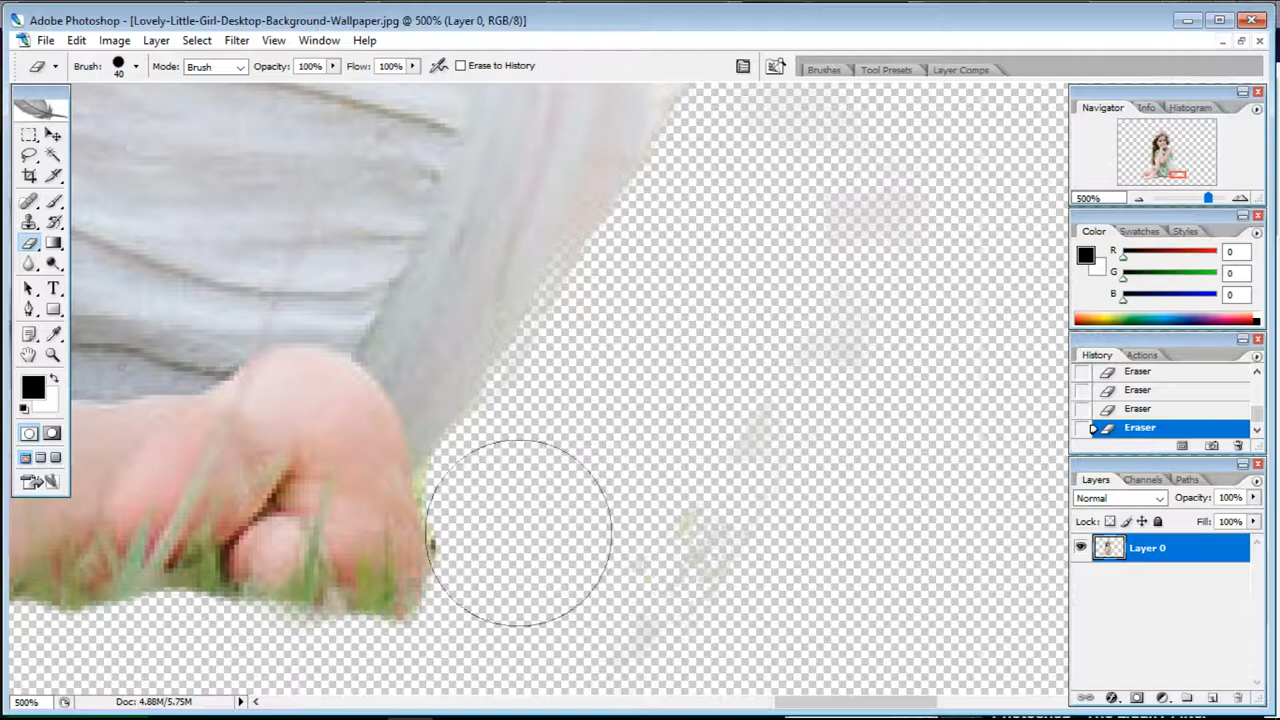 Adobe Photoshop - [Lovely-Little-Girl-Desktop-Background-Wallpaper.jpg @ 500% (Layer 0, RGB/8)]
File Edit Image Layer Select Filter View Window Help
Brush: 40 Mode: Brush Opacity: 100% Flow: 100% Erase to History Brushes Tool Presets Layer Comps
Navigator Info Histogram
500%
Color Swatches Styles
R 0
G 0
B 0
History Actions
Eraser
Eraser
Eraser
Eraser
Layers Channels Paths
Normal Opacity: 100%
Lock: Fill: 100%
Layer 0
500% Doc: 4.88M/5.75M